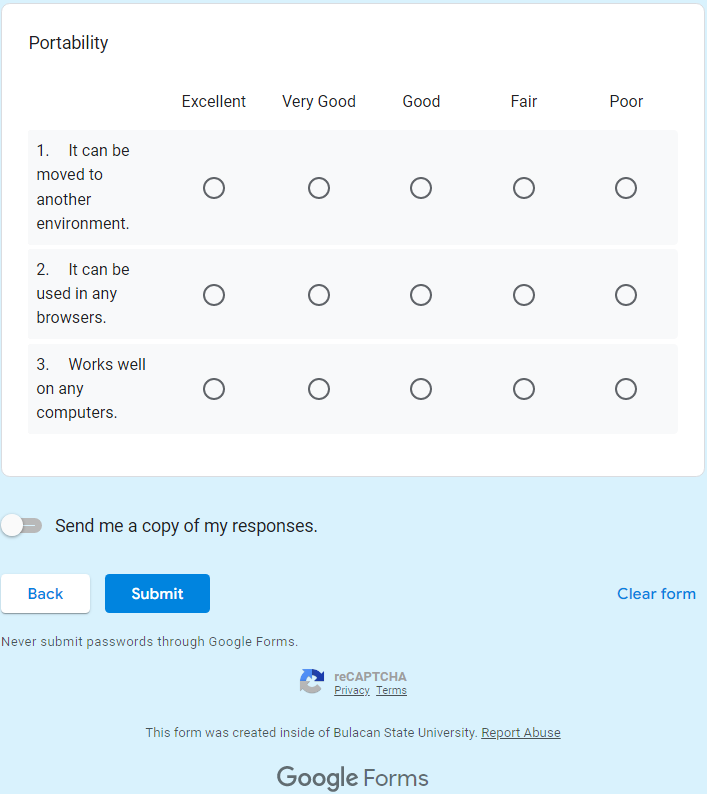 Portability
Excellent Very Good Good Fair Poor
1. It can be
moved to
another
environment.
2. It can be
used in any
browsers.
3. Works well
on any
computers.
Send me a copy of my responses.
Back Submit Clear form
Never submit passwords through Google Forms.
reCAPTCHA
Privacy Terms
This form was created inside of Bulacan State University. Report Abuse
Google Forms